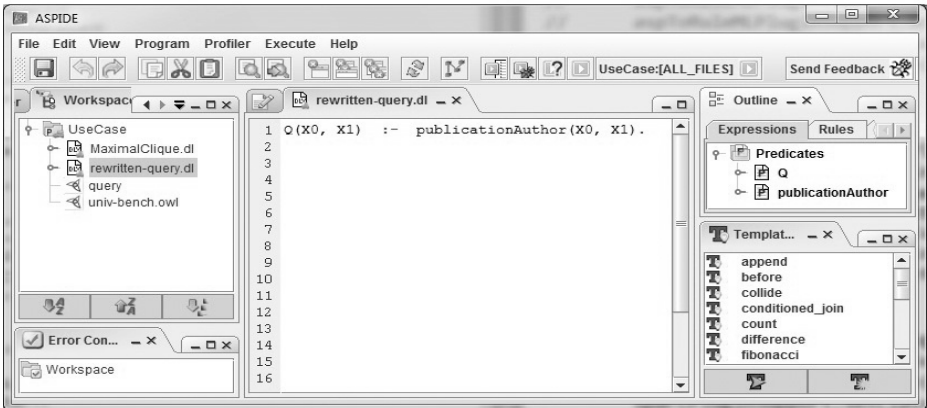 ASPIDE
File Edit View Program Profiler Execute Help
UseCase:[ALL_FILES]
Send Feedback
Workspac
UseCase
MaximalClique.dl
rewritten-query.dl
query
univ-bench.owl
Error Con...
Workspace
rewritten-query.dl
1 Q(X0, X1) :- publicationAuthor(X0, X1).
2
3
4
5
6
7
8
9
10
11
12
13
14
15
16
Outline
Expressions Rules
Predicates
Q
publicationAuthor
Templat...
append
before
collide
conditioned_join
count
difference
fibonacci